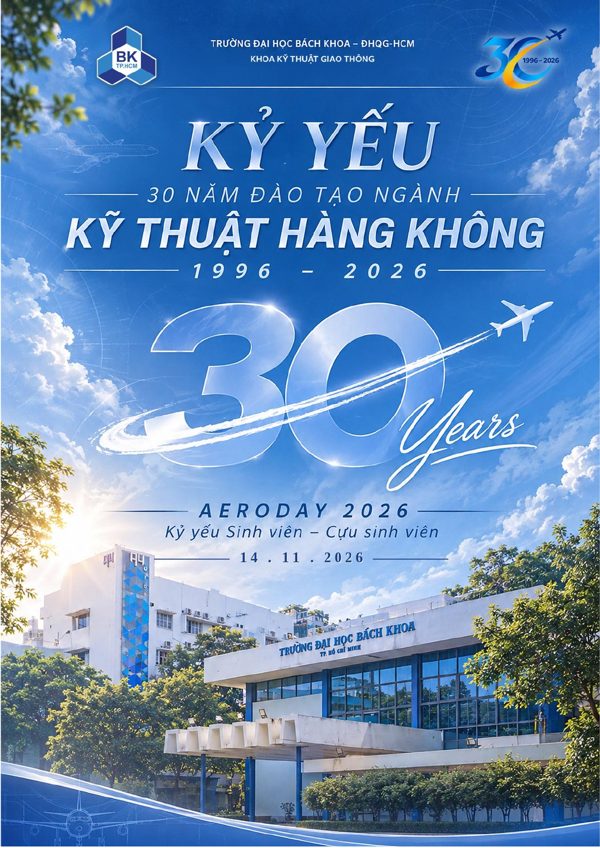 BK
TP.HCM
TRƯỜNG ĐẠI HỌC BÁCH KHOA – ĐHQG-HCM
KHOA KỸ THUẬT GIAO THÔNG
30
1996 - 2026
KỶ YẾU
30 NĂM ĐÀO TẠO NGÀNH
KỸ THUẬT HÀNG KHÔNG
1996 – 2026
30
Years
AERODAY 2026
Kỷ yếu Sinh viên – Cựu sinh viên
14 . 11 . 2026
TRƯỜNG ĐẠI HỌC BÁCH KHOA
TP. HỒ CHÍ MINH